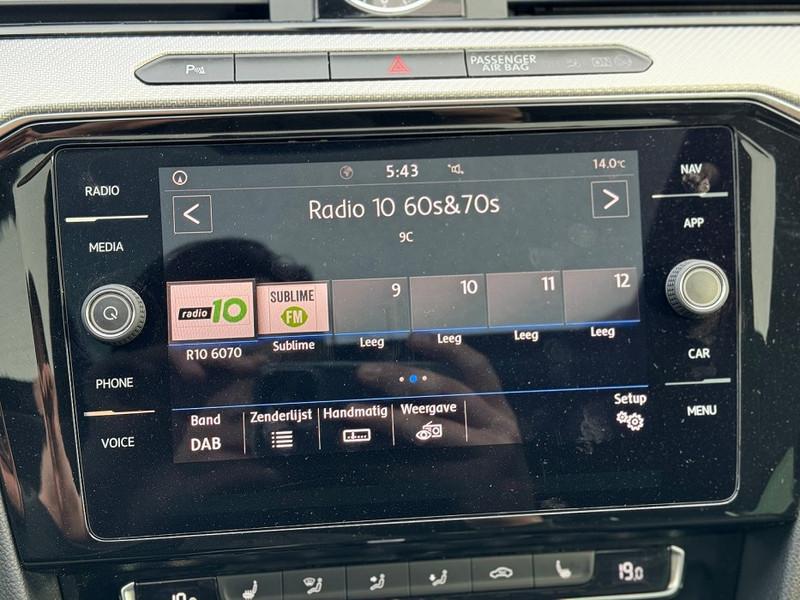 P
PASSENGER
AIR BAG
ON
RADIO
MEDIA
PHONE
VOICE
5:43
14.0°C
<
Radio 10 60s&70s
>
9C
radio 10
SUBLIME
FM
9
10
11
12
R10 6070
Sublime
Leeg
Leeg
Leeg
Leeg
Band
DAB
Zenderlijst
Handmatig
Weergave
Setup
NAV
APP
CAR
MENU
19.0